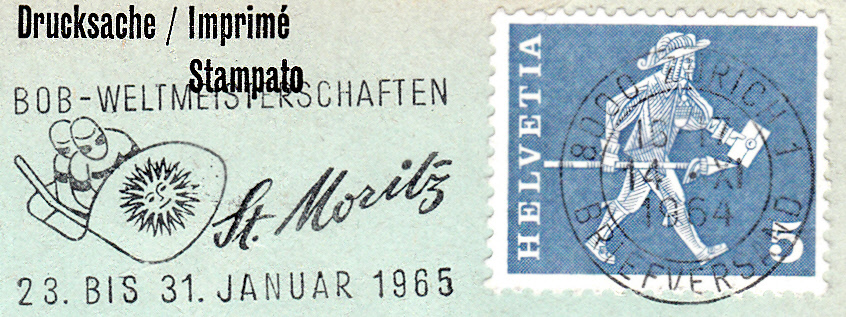 Drucksache / Imprimé
Stampato
BOB-WELTMEISTERSCHAFTEN
St. Moritz
23. BIS 31. JANUAR 1965
HELVETIA
5
8000 ZÜRICH 1
14. XI
1964
BRIEFVERSAND